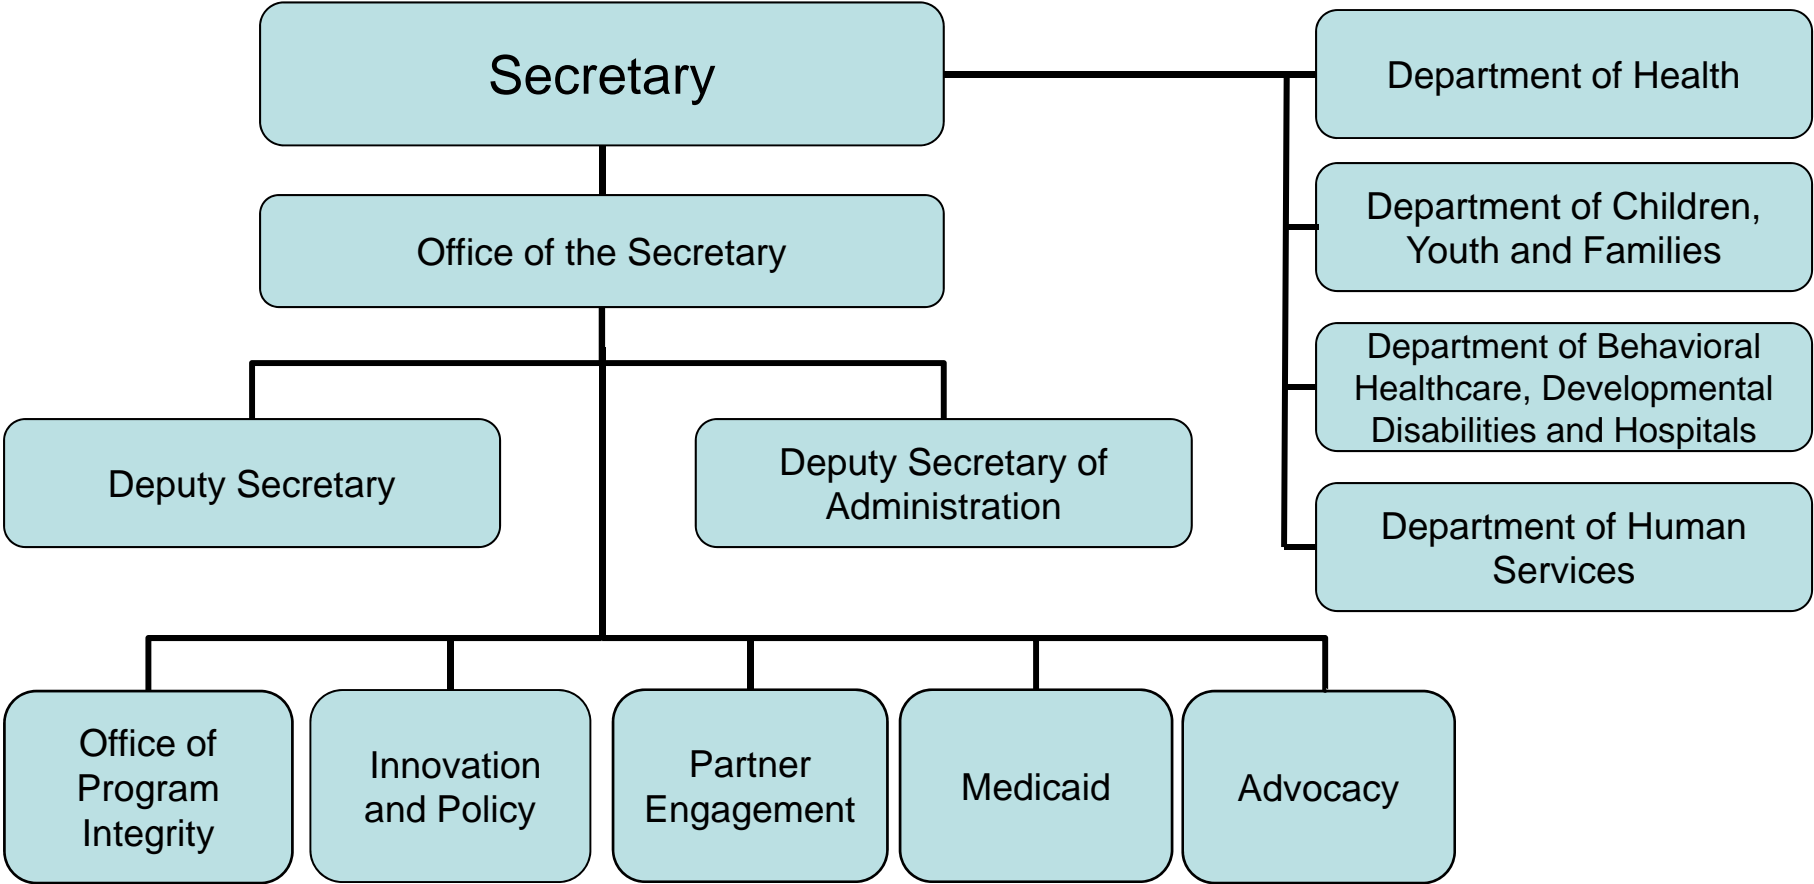 Secretary
Department of Health
Department of Children,
Youth and Families
Office of the Secretary
Department of Behavioral
Healthcare, Developmental
Disabilities and Hospitals
Deputy Secretary
Deputy Secretary of
Administration
Department of Human
Services
Office of
Program
Integrity
Innovation
and Policy
Partner
Engagement
Medicaid
Advocacy